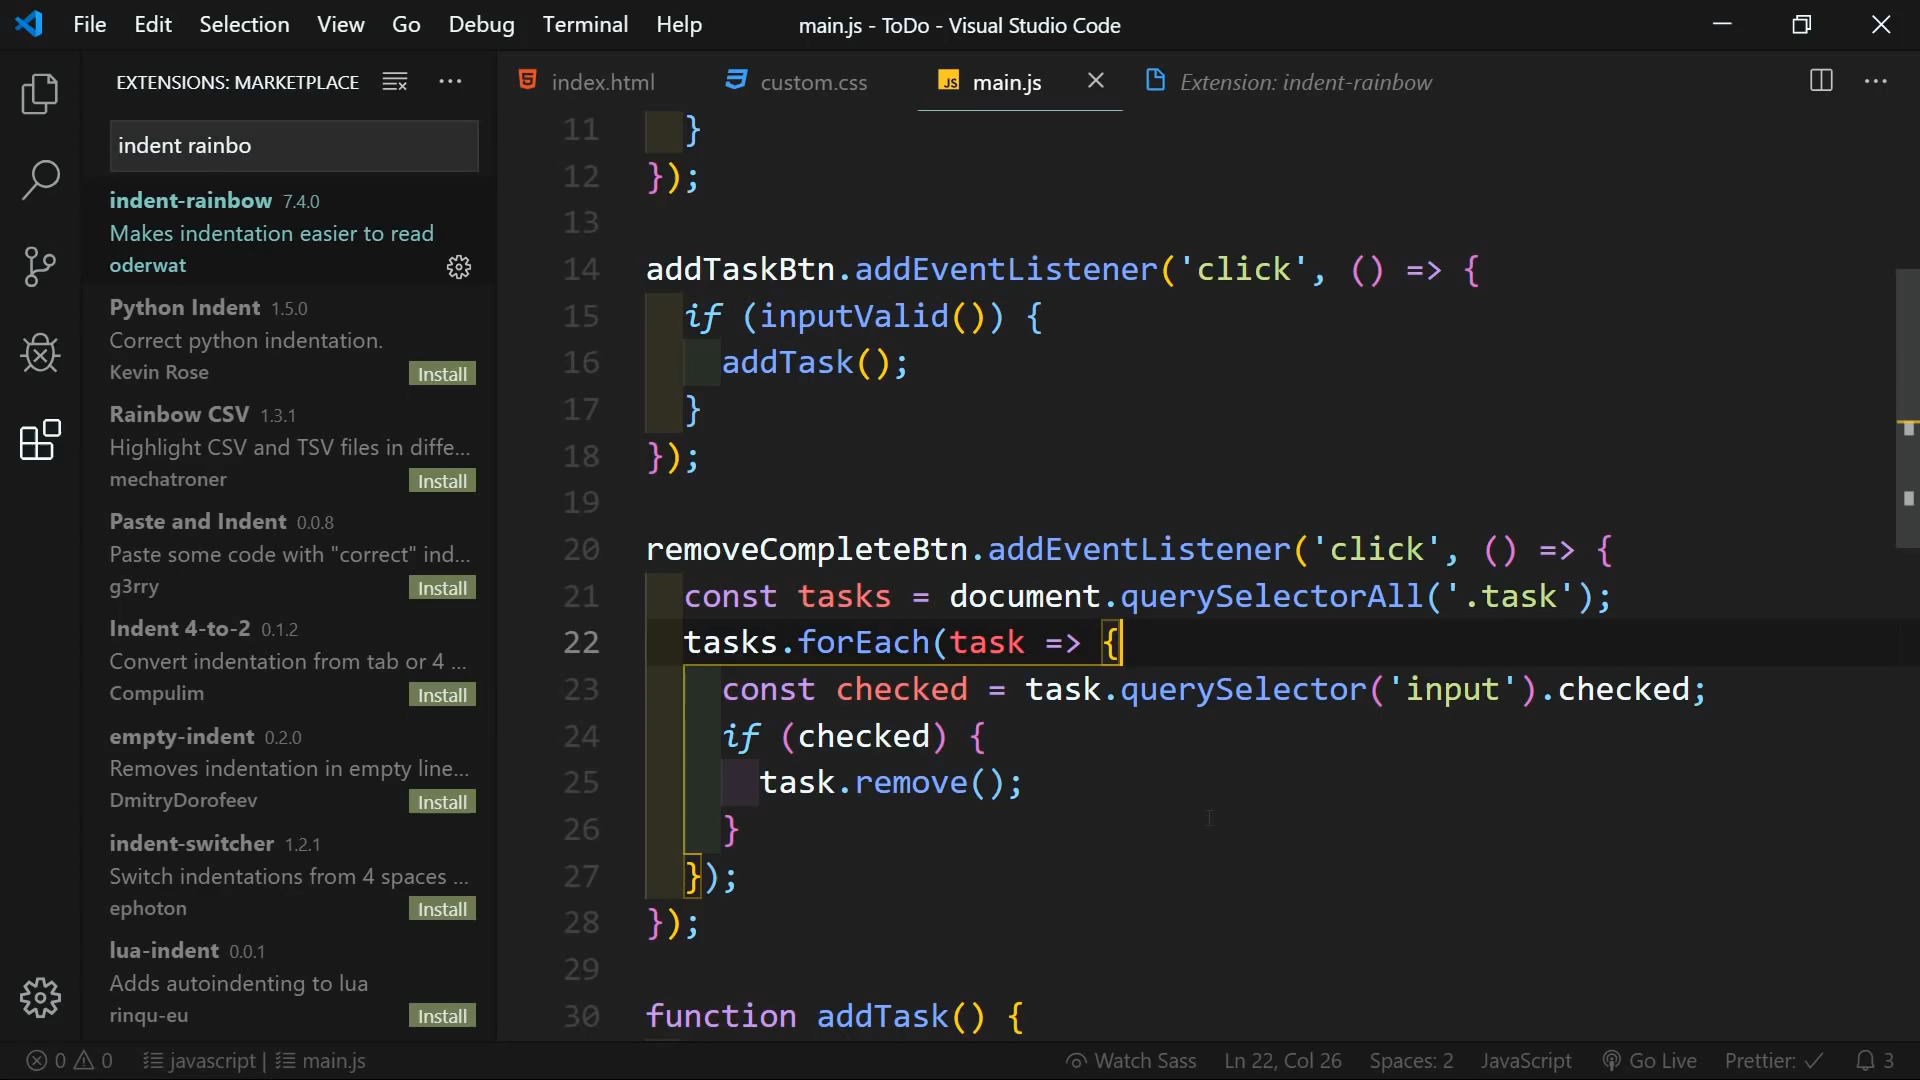 File Edit Selection View Go Debug Terminal Help
main.js - ToDo - Visual Studio Code
EXTENSIONS: MARKETPLACE
index.html
custom.css
JS main.js
Extension: indent-rainbow
indent rainbo
indent-rainbow 7.4.0
Makes indentation easier to read
oderwat
Python Indent 1.5.0
Correct python indentation.
Kevin Rose
Install
Rainbow CSV 1.3.1
Highlight CSV and TSV files in diffe...
mechatroner
Install
Paste and Indent 0.0.8
Paste some code with "correct" ind...
g3rry
Install
Indent 4-to-2 0.1.2
Convert indentation from tab or 4 ...
Compulim
Install
empty-indent 0.2.0
Removes indentation in empty line...
DmitryDorofeev
Install
indent-switcher 1.2.1
Switch indentations from 4 spaces ...
ephoton
Install
lua-indent 0.0.1
Adds autoindenting to lua
rinqu-eu
Install
11 }
12 });
13
14 addTaskBtn.addEventListener('click', () => {
15 if (inputValid()) {
16 addTask();
17 }
18 });
19
20 removeCompleteBtn.addEventListener('click', () => {
21 const tasks = document.querySelectorAll('.task');
22 tasks.forEach(task => {
23 const checked = task.querySelector('input').checked;
24 if (checked) {
25 task.remove();
26 }
27 });
28 });
29
30 function addTask() {
0 0 javascript | main.js
Watch Sass Ln 22, Col 26 Spaces: 2 JavaScript Go Live Prettier: ✓ 3